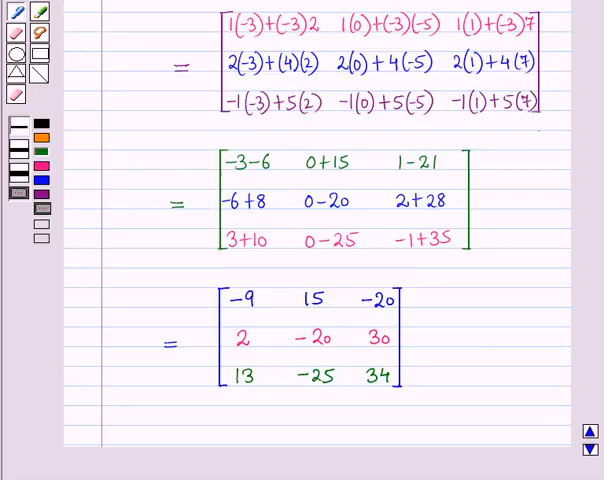 1(-3)+(-3)2 1(0)+(-3)(-5) 1(1)+(-3)7
= 2(-3)+(4)(2) 2(0)+4(-5) 2(1)+4(7)
-1(-3)+5(2) -1(0)+5(-5) -1(1)+5(7)
-3-6 0+15 1-21
= -6+8 0-20 2+28
3+10 0-25 -1+35
-9 15 -20
= 2 -20 30
13 -25 34